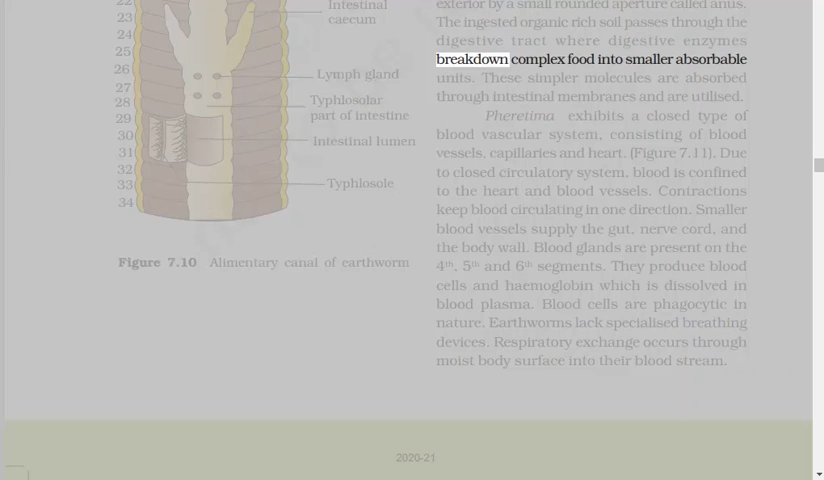 22
23
24
25
26
27
28
29
30
31
32
33
34
Intestinal
caecum
Lymph gland
Typhlosolar
part of intestine
Intestinal lumen
Typhlosole
Figure 7.10 Alimentary canal of earthworm
exterior by a small rounded aperture called anus.
The ingested organic rich soil passes through the
digestive tract where digestive enzymes
breakdown complex food into smaller absorbable
units. These simpler molecules are absorbed
through intestinal membranes and are utilised.
Pheretima exhibits a closed type of
blood vascular system, consisting of blood
vessels, capillaries and heart. (Figure 7.11). Due
to closed circulatory system, blood is confined
to the heart and blood vessels. Contractions
keep blood circulating in one direction. Smaller
blood vessels supply the gut, nerve cord, and
the body wall. Blood glands are present on the
4th, 5th and 6th segments. They produce blood
cells and haemoglobin which is dissolved in
blood plasma. Blood cells are phagocytic in
nature. Earthworms lack specialised breathing
devices. Respiratory exchange occurs through
moist body surface into their blood stream.
2020-21